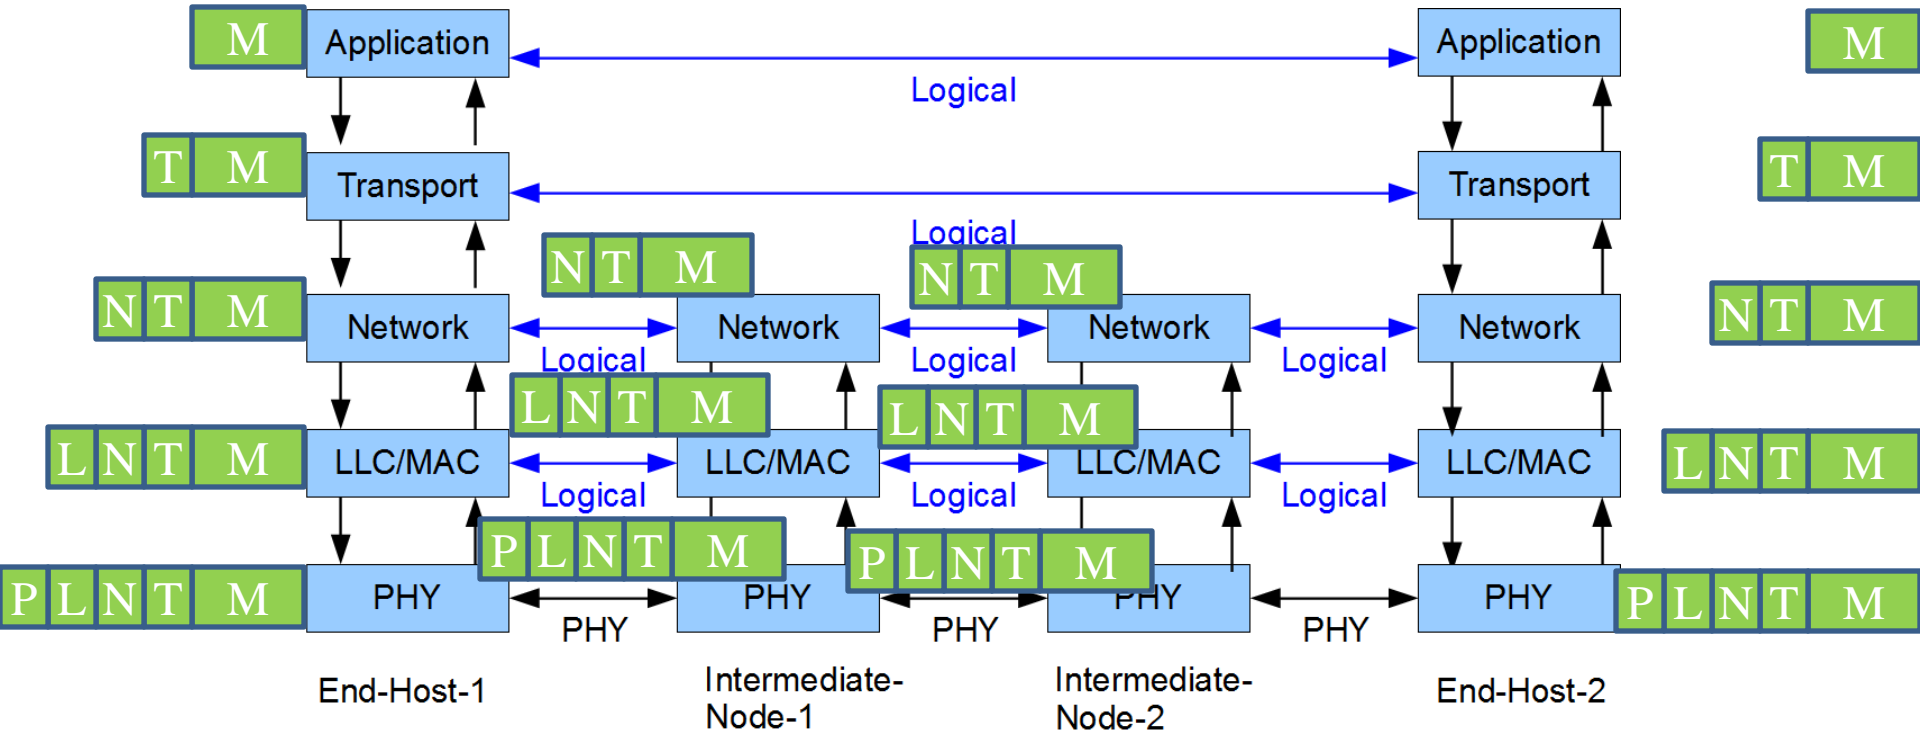 M Application Application M
Logical
T M Transport Transport T M
Logical
N T M N T M
N T M Network Network Network Network N T M
Logical Logical Logical
L N T M L N T M
L N T M LLC/MAC LLC/MAC LLC/MAC LLC/MAC L N T M
Logical Logical Logical
P L N T M P L N T M
P L N T M PHY PHY PHY PHY P L N T M
PHY PHY PHY
End-Host-1 Intermediate-Node-1 Intermediate-Node-2 End-Host-2